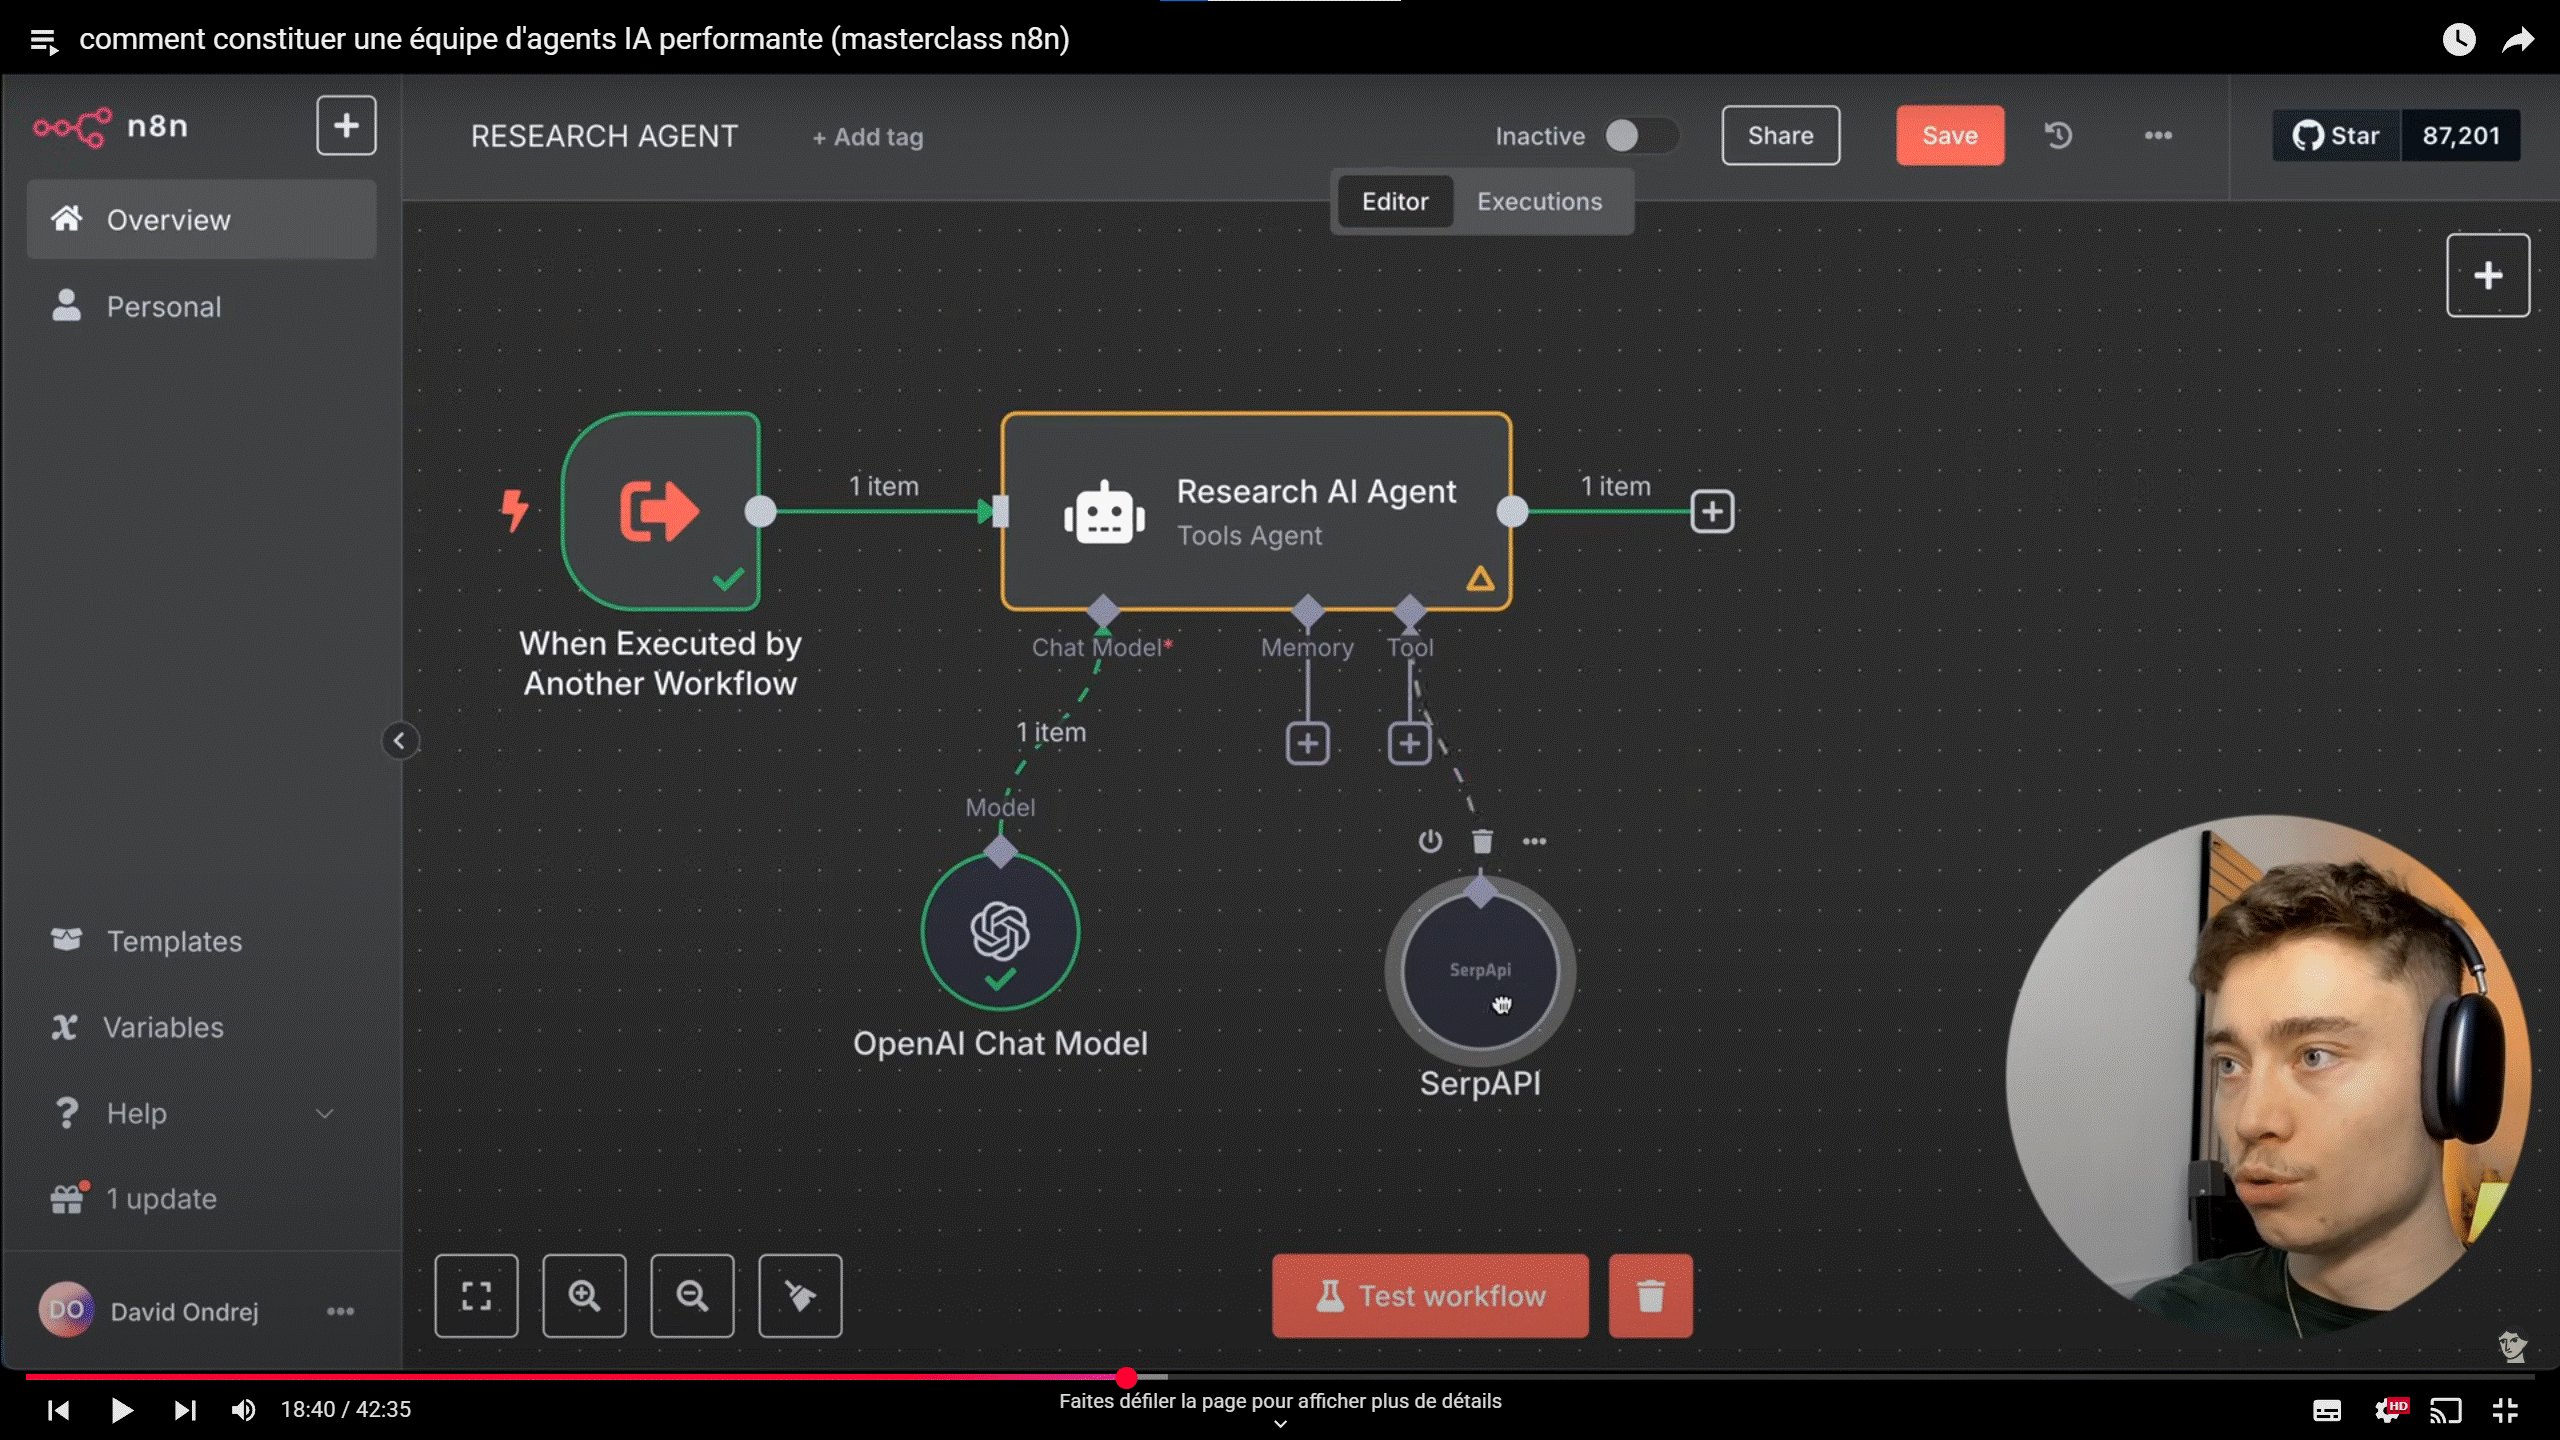 comment constituer une équipe d'agents IA performante (masterclass n8n)
n8n
RESEARCH AGENT
+ Add tag
Inactive
Share
Save
Star
87,201
Editor
Executions
Overview
Personal
1 item
Research AI Agent
Tools Agent
1 item
When Executed by
Another Workflow
Chat Model*
Memory
Tool
1 item
Model
SerpApi
OpenAI Chat Model
SerpAPI
Templates
Variables
Help
1 update
DO
David Ondrej
Test workflow
18:40 / 42:35
Faites défiler la page pour afficher plus de détails
HD